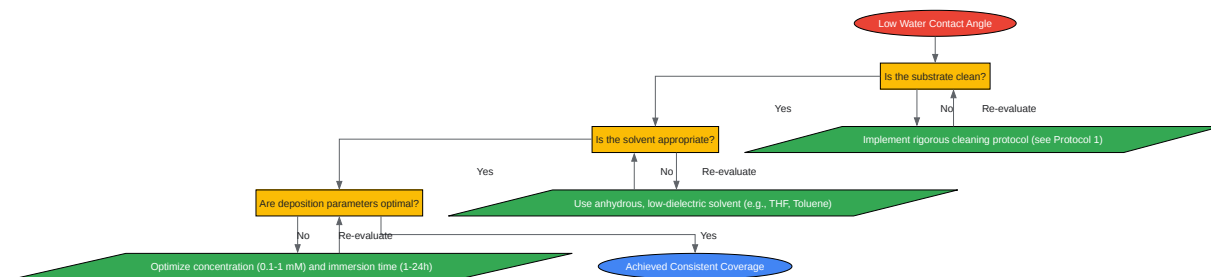 Low Water Contact Angle
Is the substrate clean?
Yes
No
Re-evaluate
Implement rigorous cleaning protocol (see Protocol 1)
Is the solvent appropriate?
Yes
No
Re-evaluate
Use anhydrous, low-dielectric solvent (e.g., THF, Toluene)
Are deposition parameters optimal?
No
Re-evaluate
Yes
Optimize concentration (0.1-1 mM) and immersion time (1-24h)
Achieved Consistent Coverage